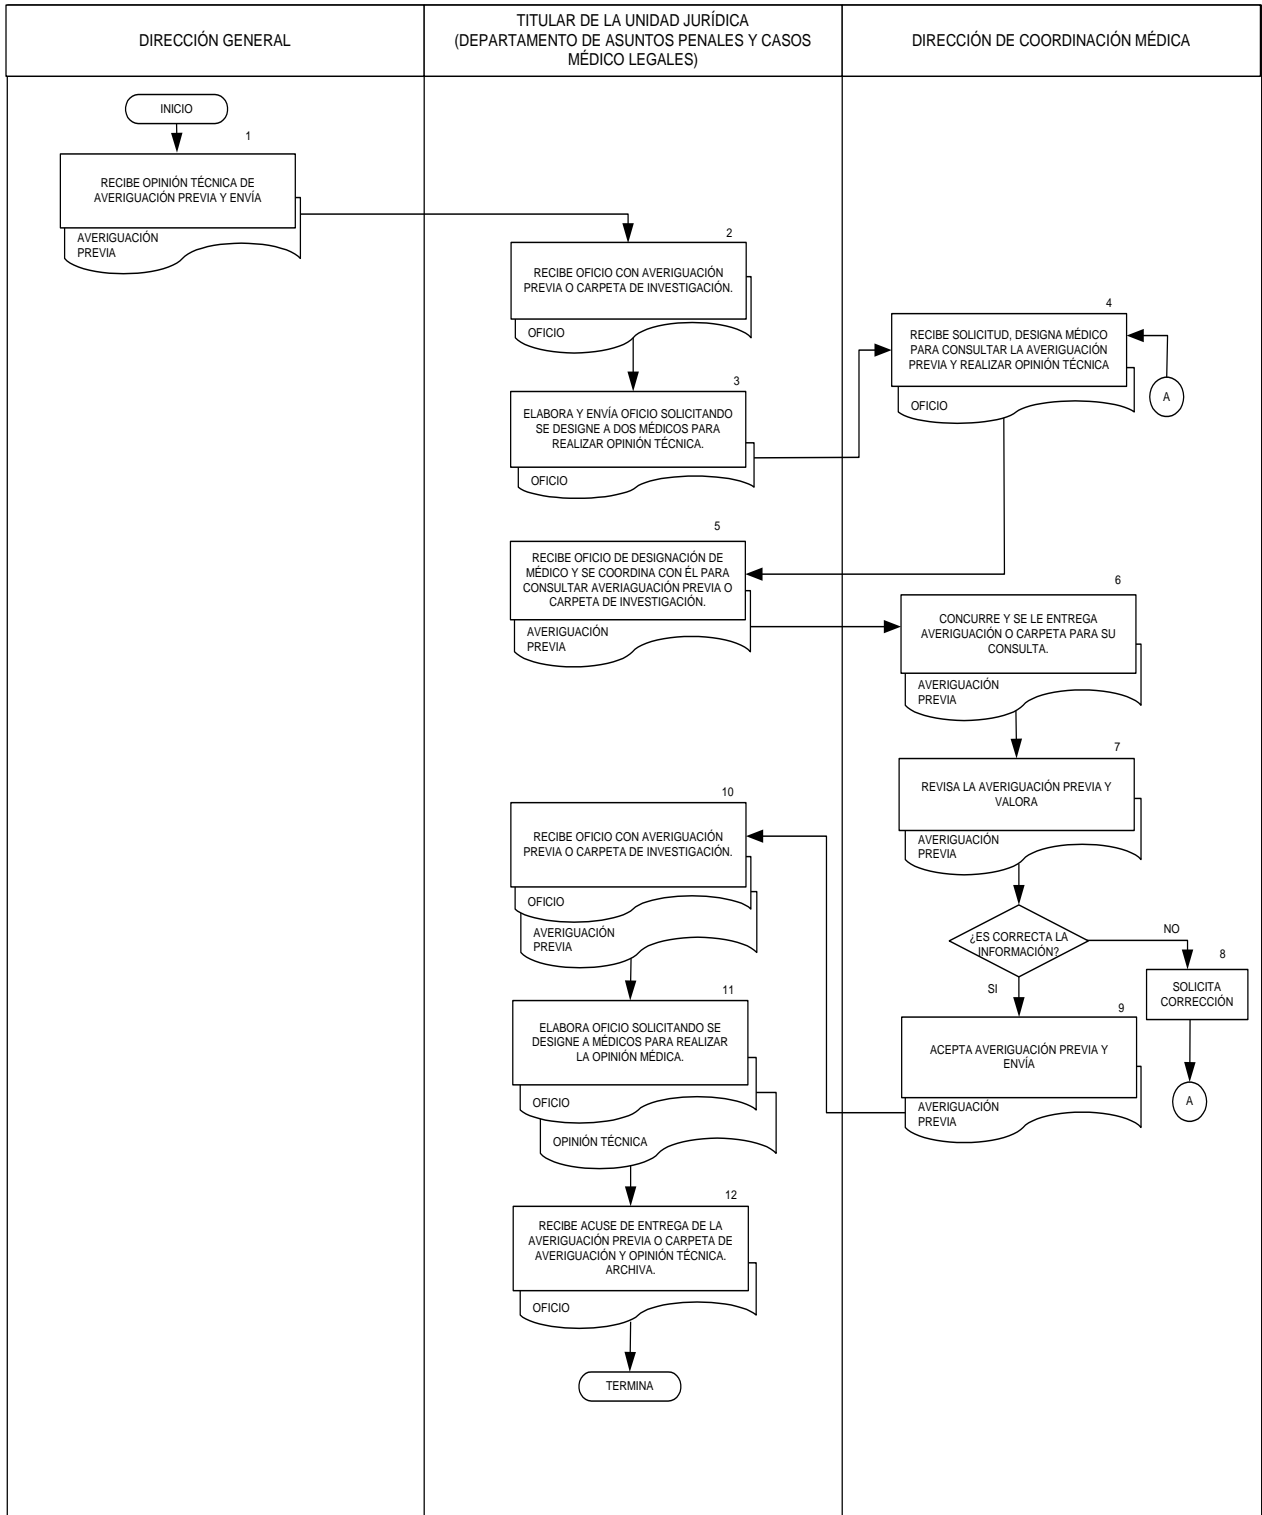 DIRECCIÓN GENERAL
TITULAR DE LA UNIDAD JURÍDICA
(DEPARTAMENTO DE ASUNTOS PENALES Y CASOS
MÉDICO LEGALES)
DIRECCIÓN DE COORDINACIÓN MÉDICA
INICIO
1
RECIBE OPINIÓN TÉCNICA DE
AVERIGUACIÓN PREVIA Y ENVÍA
AVERIGUACIÓN
PREVIA
2
RECIBE OFICIO CON AVERIGUACIÓN
PREVIA O CARPETA DE INVESTIGACIÓN.
OFICIO
3
ELABORA Y ENVÍA OFICIO SOLICITANDO
SE DESIGNE A DOS MÉDICOS PARA
REALIZAR OPINIÓN TÉCNICA.
OFICIO
4
RECIBE SOLICITUD, DESIGNA MÉDICO
PARA CONSULTAR LA AVERIGUACIÓN
PREVIA Y REALIZAR OPINIÓN TÉCNICA
OFICIO
A
5
RECIBE OFICIO DE DESIGNACIÓN DE
MÉDICO Y SE COORDINA CON ÉL PARA
CONSULTAR AVERIAGUACIÓN PREVIA O
CARPETA DE INVESTIGACIÓN.
AVERIGUACIÓN
PREVIA
6
CONCURRE Y SE LE ENTREGA
AVERIGUACIÓN O CARPETA PARA SU
CONSULTA.
AVERIGUACIÓN
PREVIA
7
REVISA LA AVERIGUACIÓN PREVIA Y
VALORA
AVERIGUACIÓN
PREVIA
¿ES CORRECTA LA
INFORMACIÓN?
NO
SI
8
SOLICITA
CORRECCIÓN
A
9
ACEPTA AVERIGUACIÓN PREVIA Y
ENVÍA
AVERIGUACIÓN
PREVIA
10
RECIBE OFICIO CON AVERIGUACIÓN
PREVIA O CARPETA DE INVESTIGACIÓN.
OFICIO
AVERIGUACIÓN
PREVIA
11
ELABORA OFICIO SOLICITANDO SE
DESIGNE A MÉDICOS PARA REALIZAR
LA OPINIÓN MÉDICA.
OFICIO
OPINIÓN TÉCNICA
12
RECIBE ACUSE DE ENTREGA DE LA
AVERIGUACIÓN PREVIA O CARPETA DE
AVERIGUACIÓN Y OPINIÓN TÉCNICA.
ARCHIVA.
OFICIO
TERMINA